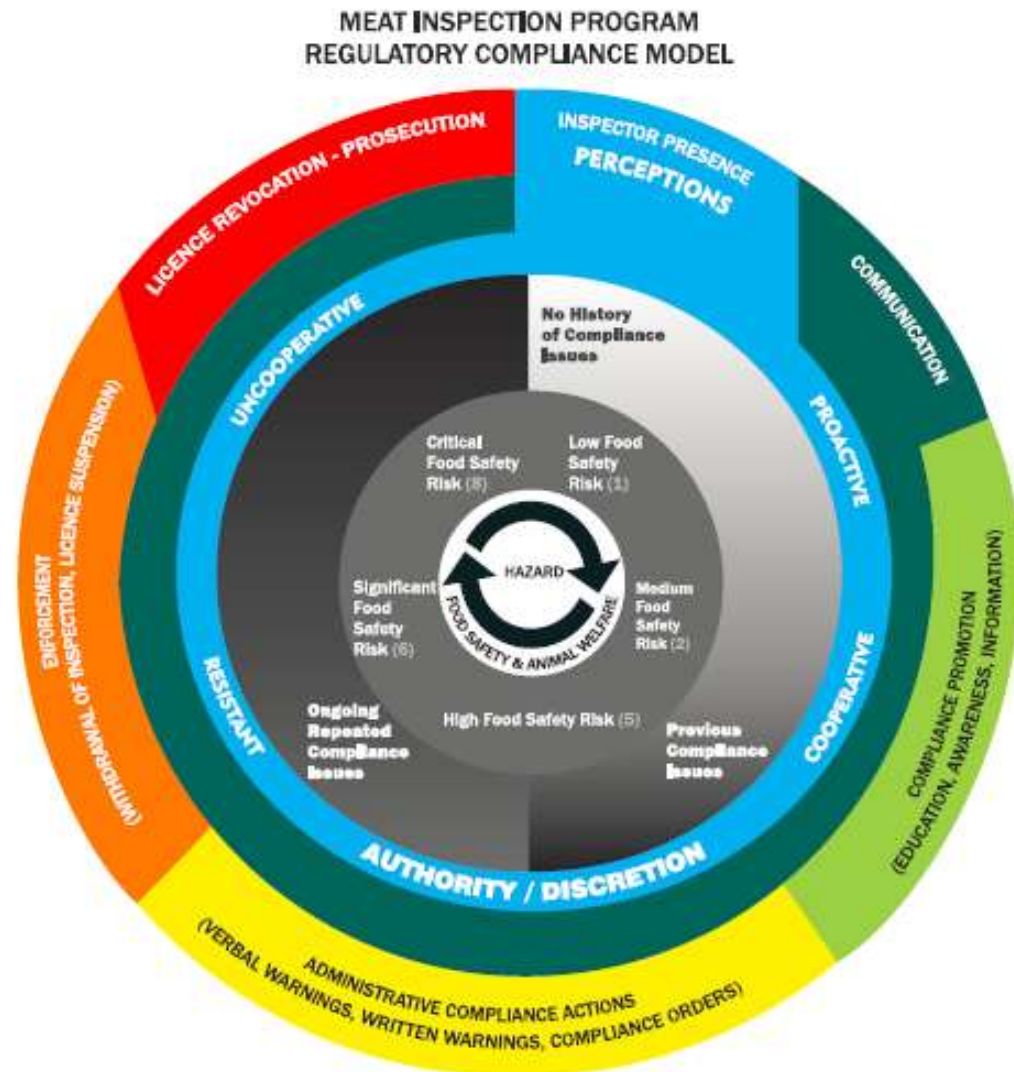 MEAT INSPECTION PROGRAM
REGULATORY COMPLIANCE MODEL
INSPECTOR PRESENCE
PERCEPTIONS
COMMUNICATION
COMPLIANCE PROMOTION
(EDUCATION, AWARENESS, INFORMATION)
ADMINISTRATIVE COMPLIANCE ACTIONS
(VERBAL WARNINGS, WRITTEN WARNINGS, COMPLIANCE ORDERS)
ENFORCEMENT
(WITHDRAWAL OF INSPECTION, LICENCE SUSPENSION)
LICENCE REVOCATION - PROSECUTION
PROACTIVE
COOPERATIVE
AUTHORITY / DISCRETION
RESISTANT
UNCOOPERATIVE
No History
of Compliance
Issues
Previous
Compliance
Issues
Ongoing
Repeated
Compliance
Issues
Low Food
Safety
Risk (1)
Medium
Food
Safety
Risk (2)
High Food Safety Risk (5)
Significant
Food
Safety
Risk (6)
Critical
Food Safety
Risk (8)
HAZARD
FOOD SAFETY & ANIMAL WELFARE